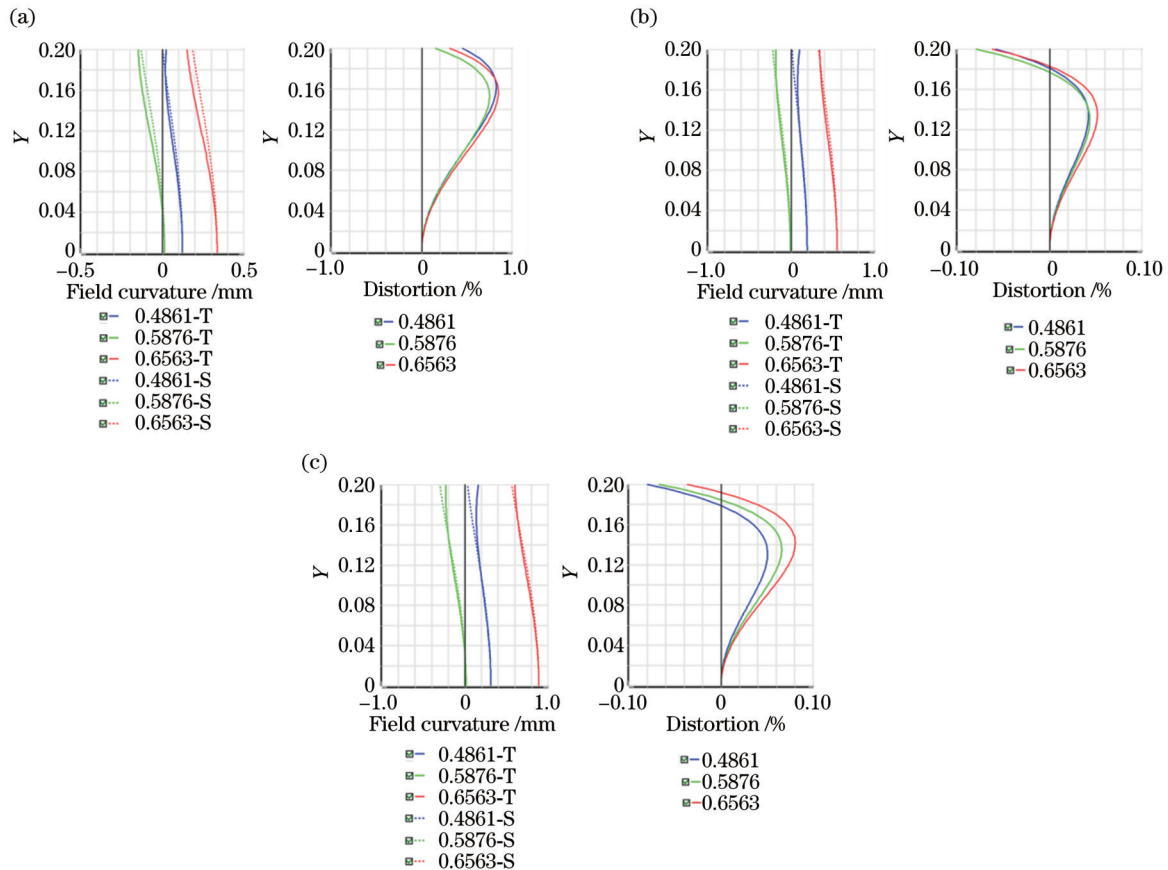 (a)
0.20
0.16
0.12
0.08
0.04
0
Y
−0.5 0 0.5
Field curvature /mm
0.4861-T
0.5876-T
0.6563-T
0.4861-S
0.5876-S
0.6563-S
0.20
0.16
0.12
0.08
0.04
0
Y
−1.0 0 1.0
Distortion /%
0.4861
0.5876
0.6563
(b)
0.20
0.16
0.12
0.08
0.04
0
Y
−1.0 0 1.0
Field curvature /mm
0.4861-T
0.5876-T
0.6563-T
0.4861-S
0.5876-S
0.6563-S
0.20
0.16
0.12
0.08
0.04
0
Y
−0.10 0 0.10
Distortion /%
0.4861
0.5876
0.6563
(c)
0.20
0.16
0.12
0.08
0.04
0
Y
−1.0 0 1.0
Field curvature /mm
0.4861-T
0.5876-T
0.6563-T
0.4861-S
0.5876-S
0.6563-S
0.20
0.16
0.12
0.08
0.04
0
Y
−0.10 0 0.10
Distortion /%
0.4861
0.5876
0.6563